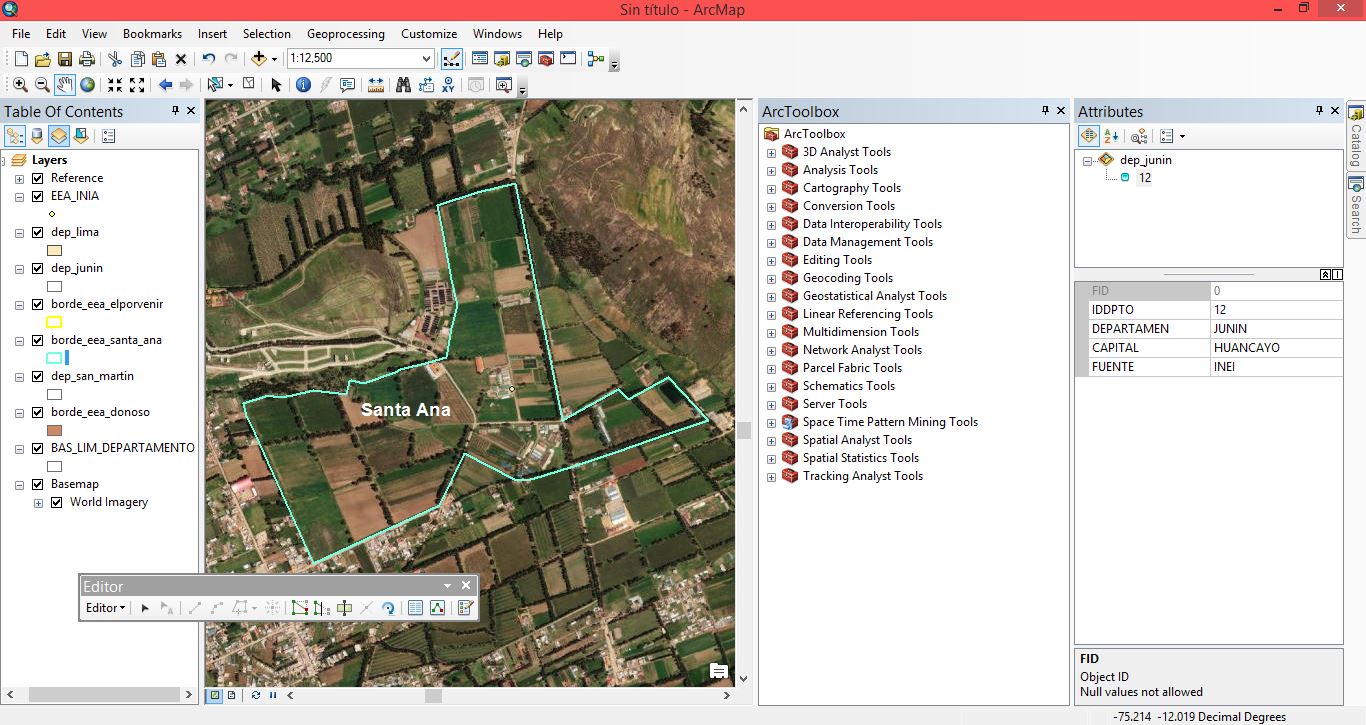 Sin título - ArcMap
File Edit View Bookmarks Insert Selection Geoprocessing Customize Windows Help
1:12,500
Table Of Contents
Layers
Reference
EEA_INIA
dep_lima
dep_junin
borde_eea_elporvenir
borde_eea_santa_ana
dep_san_martin
borde_eea_donoso
BAS_LIM_DEPARTAMENTO
Basemap
World Imagery
Santa Ana
Editor
Editor
ArcToolbox
ArcToolbox
3D Analyst Tools
Analysis Tools
Cartography Tools
Conversion Tools
Data Interoperability Tools
Data Management Tools
Editing Tools
Geocoding Tools
Geostatistical Analyst Tools
Linear Referencing Tools
Multidimension Tools
Network Analyst Tools
Parcel Fabric Tools
Schematics Tools
Server Tools
Space Time Pattern Mining Tools
Spatial Analyst Tools
Spatial Statistics Tools
Tracking Analyst Tools
Attributes
dep_junin
12
FID 0
IDDPTO 12
DEPARTAMEN JUNIN
CAPITAL HUANCAYO
FUENTE INEI
FID
Object ID
Null values not allowed
Catalog
Search
-75.214 -12.019 Decimal Degrees